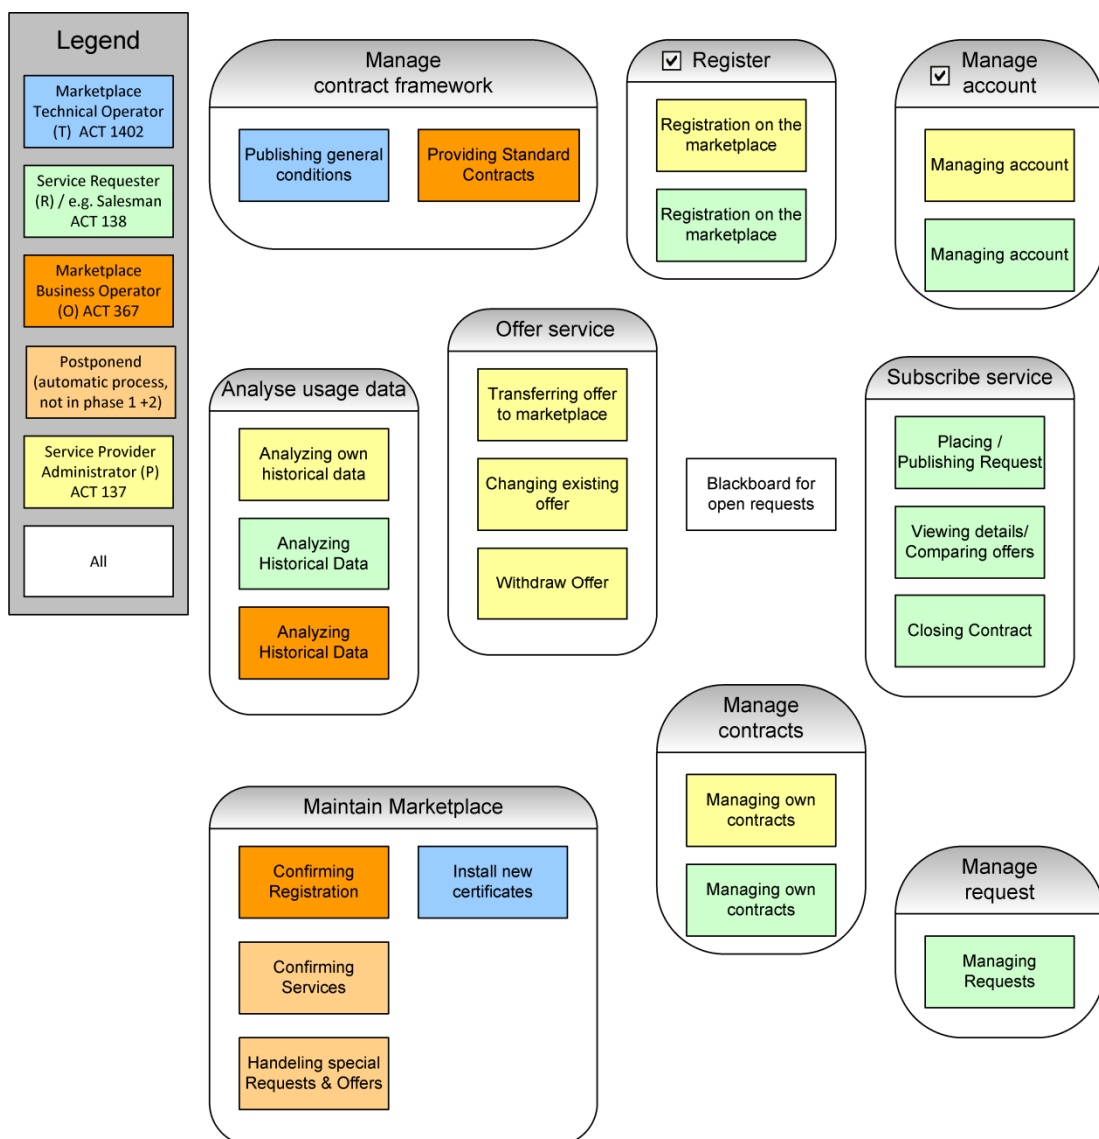 Legend
Marketplace
Technical Operator
(T)  ACT 1402
Service Requester
(R) / e.g. Salesman
ACT 138
Marketplace
Business Operator
(O) ACT 367
Postponend
(automatic process,
not in phase 1 +2)
Service Provider
Administrator (P)
ACT 137
All
Manage
contract framework
Publishing general
conditions
Providing Standard
Contracts
Register
Registration on the
marketplace
Registration on the
marketplace
Manage
account
Managing account
Managing account
Analyse usage data
Analyzing own
historical data
Analyzing
Historical Data
Analyzing
Historical Data
Offer service
Transferring offer
to marketplace
Changing existing
offer
Withdraw Offer
Blackboard for
open requests
Subscribe service
Placing /
Publishing Request
Viewing details/
Comparing offers
Closing Contract
Manage
contracts
Managing own
contracts
Managing own
contracts
Maintain Marketplace
Confirming
Registration
Install new
certificates
Confirming
Services
Handeling special
Requests & Offers
Manage
request
Managing
Requests